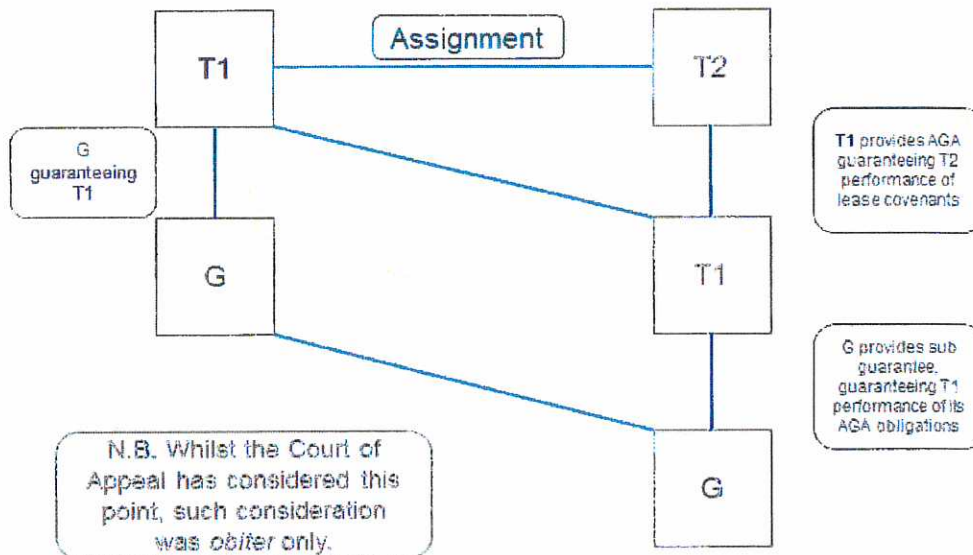 Assignment
T1
T2
G
guaranteeing
T1
T1 provides AGA
guaranteeing T2
performance of
lease covenants
G
T1
G provides sub
guarantee,
guaranteeing T1
performance of its
AGA obligations
N.B. Whilst the Court of
Appeal has considered this
point, such consideration
was obiter only.
G